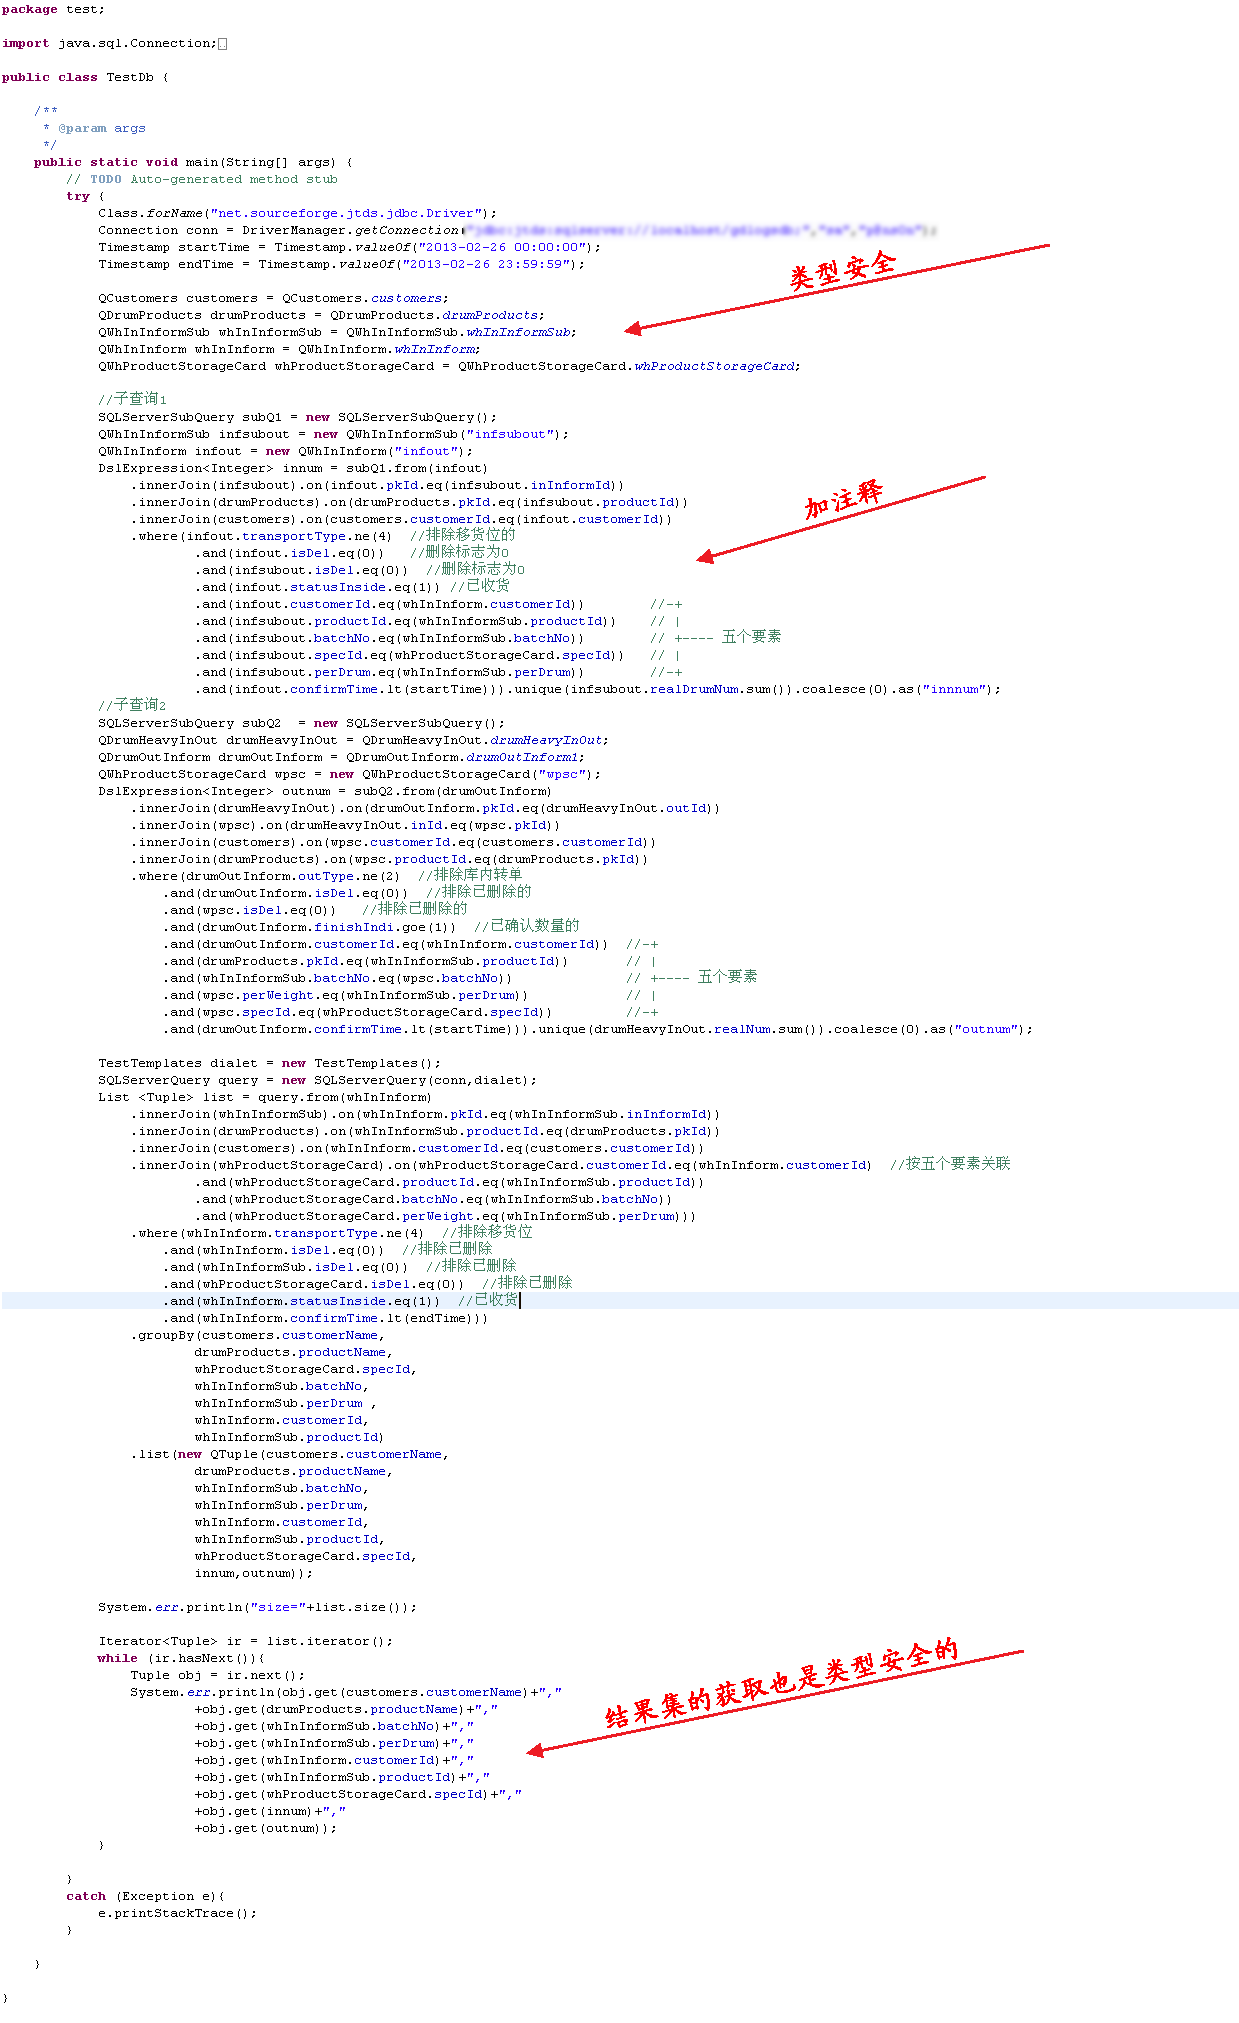 package test;
import java.sql.Connection;
public class TestDb {
/**
* @param args
*/
public static void main(String[] args) {
// TODO Auto-generated method stub
try {
Class.forName("net.sourceforge.jtds.jdbc.Driver");
Connection conn = DriverManager.getConnection
Timestamp startTime = Timestamp.valueOf("2013-02-26 00:00:00");
Timestamp endTime = Timestamp.valueOf("2013-02-26 23:59:59");
类型安全
QCustomers customers = QCustomers.customers;
QDrumProducts drumProducts = QDrumProducts.drumProducts;
QWhInInformSub whInInformSub = QWhInInformSub.whInInformSub;
QWhInInform whInInform = QWhInInform.whInInform;
QWhProductStorageCard whProductStorageCard = QWhProductStorageCard.whProductStorageCard;
//子查询1
SQLServerSubQuery subQ1 = new SQLServerSubQuery();
QWhInInformSub infsubout = new QWhInInformSub("infsubout");
QWhInInform infout = new QWhInInform("infout");
DslExpression<Integer> innum = subQ1.from(infout)
.innerJoin(infsubout).on(infout.pkId.eq(infsubout.inInformId))
.innerJoin(drumProducts).on(drumProducts.pkId.eq(infsubout.productId))
加注释
.innerJoin(customers).on(customers.customerId.eq(infout.customerId))
.where(infout.transportType.ne(4) //排除移货位的
.and(infout.isDel.eq(0)) //删除标志为0
.and(infsubout.isDel.eq(0)) //删除标志为0
.and(infout.statusInside.eq(1)) //已收货
.and(infout.customerId.eq(whInInform.customerId)) //-+
.and(infsubout.productId.eq(whInInformSub.productId)) // |
.and(infsubout.batchNo.eq(whInInformSub.batchNo)) // +---- 五个要素
.and(infsubout.specId.eq(whProductStorageCard.specId)) // |
.and(infsubout.perDrum.eq(whInInformSub.perDrum)) //-+
.and(infout.confirmTime.lt(startTime))).unique(infsubout.realDrumNum.sum()).coalesce(0).as("innnum");
//子查询2
SQLServerSubQuery subQ2 = new SQLServerSubQuery();
QDrumHeavyInOut drumHeavyInOut = QDrumHeavyInOut.drumHeavyInOut;
QDrumOutInform drumOutInform = QDrumOutInform.drumOutInform1;
QWhProductStorageCard wpsc = new QWhProductStorageCard("wpsc");
DslExpression<Integer> outnum = subQ2.from(drumOutInform)
.innerJoin(drumHeavyInOut).on(drumOutInform.pkId.eq(drumHeavyInOut.outId))
.innerJoin(wpsc).on(drumHeavyInOut.inId.eq(wpsc.pkId))
.innerJoin(customers).on(wpsc.customerId.eq(customers.customerId))
.innerJoin(drumProducts).on(wpsc.productId.eq(drumProducts.pkId))
.where(drumOutInform.outType.ne(2) //排除库内转单
.and(drumOutInform.isDel.eq(0)) //排除已删除的
.and(wpsc.isDel.eq(0)) //排除已删除的
.and(drumOutInform.finishIndi.goe(1)) //已确认数量的
.and(drumOutInform.customerId.eq(whInInform.customerId)) //-+
.and(drumProducts.pkId.eq(whInInformSub.productId)) // |
.and(whInInformSub.batchNo.eq(wpsc.batchNo)) // +---- 五个要素
.and(wpsc.perWeight.eq(whInInformSub.perDrum)) // |
.and(wpsc.specId.eq(whProductStorageCard.specId)) //-+
.and(drumOutInform.confirmTime.lt(startTime))).unique(drumHeavyInOut.realNum.sum()).coalesce(0).as("outnum");
TestTemplates dialet = new TestTemplates();
SQLServerQuery query = new SQLServerQuery(conn,dialet);
List <Tuple> list = query.from(whInInform)
.innerJoin(whInInformSub).on(whInInform.pkId.eq(whInInformSub.inInformId))
.innerJoin(drumProducts).on(whInInformSub.productId.eq(drumProducts.pkId))
.innerJoin(customers).on(whInInform.customerId.eq(customers.customerId))
.innerJoin(whProductStorageCard).on(whProductStorageCard.customerId.eq(whInInform.customerId) //按五个要素关联
.and(whProductStorageCard.productId.eq(whInInformSub.productId))
.and(whProductStorageCard.batchNo.eq(whInInformSub.batchNo))
.and(whProductStorageCard.perWeight.eq(whInInformSub.perDrum)))
.where(whInInform.transportType.ne(4) //排除移货位
.and(whInInform.isDel.eq(0)) //排除已删除
.and(whInInformSub.isDel.eq(0)) //排除已删除
.and(whProductStorageCard.isDel.eq(0)) //排除已删除
.and(whInInform.statusInside.eq(1)) //已收货
.and(whInInform.confirmTime.lt(endTime)))
.groupBy(customers.customerName,
drumProducts.productName,
whProductStorageCard.specId,
whInInformSub.batchNo,
whInInformSub.perDrum ,
whInInform.customerId,
whInInformSub.productId)
.list(new QTuple(customers.customerName,
drumProducts.productName,
whInInformSub.batchNo,
whInInformSub.perDrum,
whInInform.customerId,
whInInformSub.productId,
whProductStorageCard.specId,
innum,outnum));
System.err.println("size="+list.size());
Iterator<Tuple> ir = list.iterator();
while (ir.hasNext()){
Tuple obj = ir.next();
结果集的获取也是类型安全的
System.err.println(obj.get(customers.customerName)+","
+obj.get(drumProducts.productName)+","
+obj.get(whInInformSub.batchNo)+","
+obj.get(whInInformSub.perDrum)+","
+obj.get(whInInform.customerId)+","
+obj.get(whInInformSub.productId)+","
+obj.get(whProductStorageCard.specId)+","
+obj.get(innum)+","
+obj.get(outnum));
}
}
catch (Exception e){
e.printStackTrace();
}
}
}